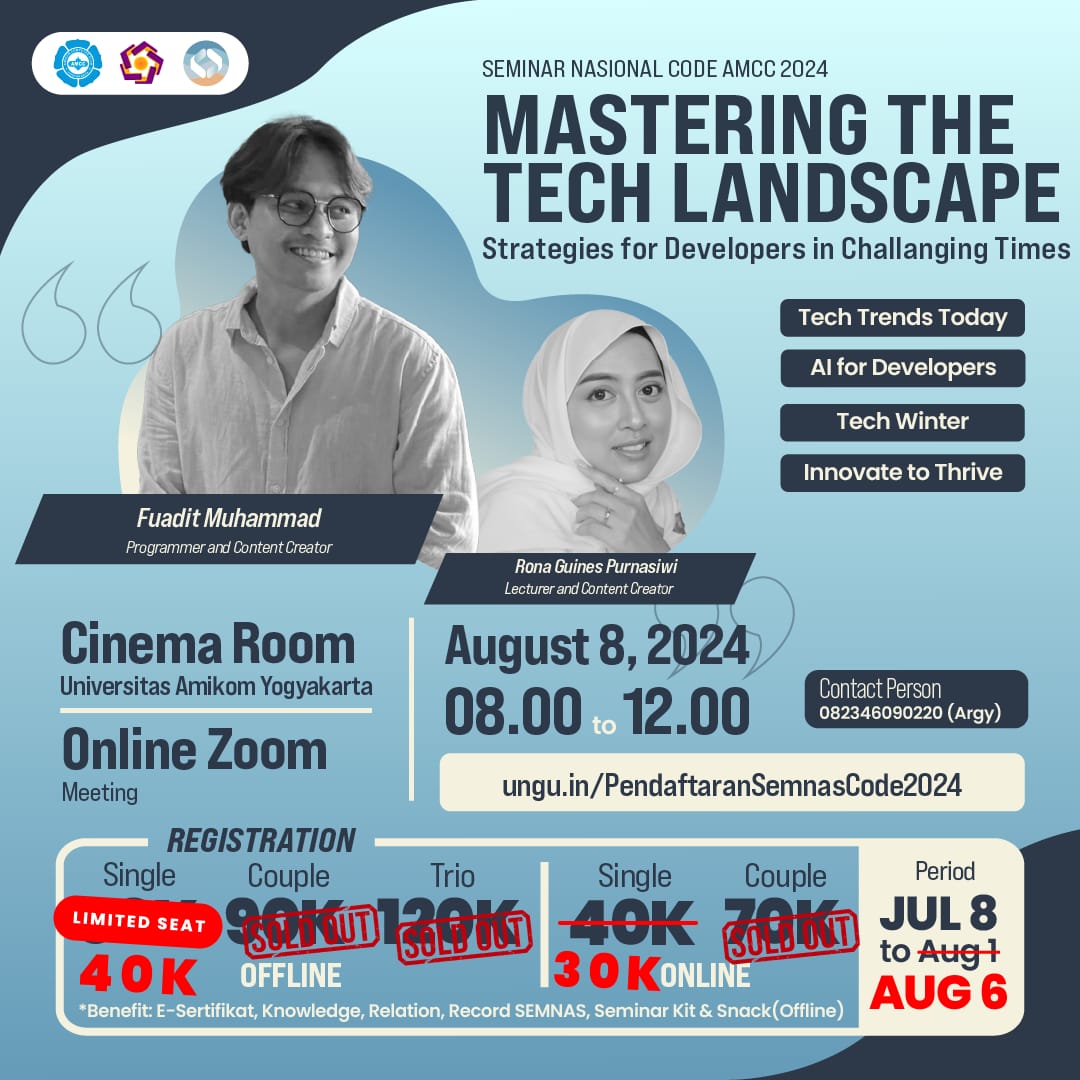 AMCC
SEMINAR NASIONAL CODE AMCC 2024
MASTERING THE
TECH LANDSCAPE
Strategies for Developers in Challanging Times
Tech Trends Today
AI for Developers
Tech Winter
Innovate to Thrive
Fuadit Muhammad
Programmer and Content Creator
Rona Guines Purnasiwi
Lecturer and Content Creator
Cinema Room
Universitas Amikom Yogyakarta
Online Zoom
Meeting
August 8, 2024
08.00 to 12.00
Contact Person
082346090220 (Argy)
ungu.in/PendaftaranSemnasCode2024
REGISTRATION
Single
LIMITED SEAT
40K
Couple
90K
SOLD OUT
Trio
120K
SOLD OUT
OFFLINE
Single
40K
30K
Couple
70K
SOLD OUT
ONLINE
*Benefit: E-Sertifikat, Knowledge, Relation, Record SEMNAS, Seminar Kit & Snack(Offline)
Period
JUL 8
to Aug 1
AUG 6